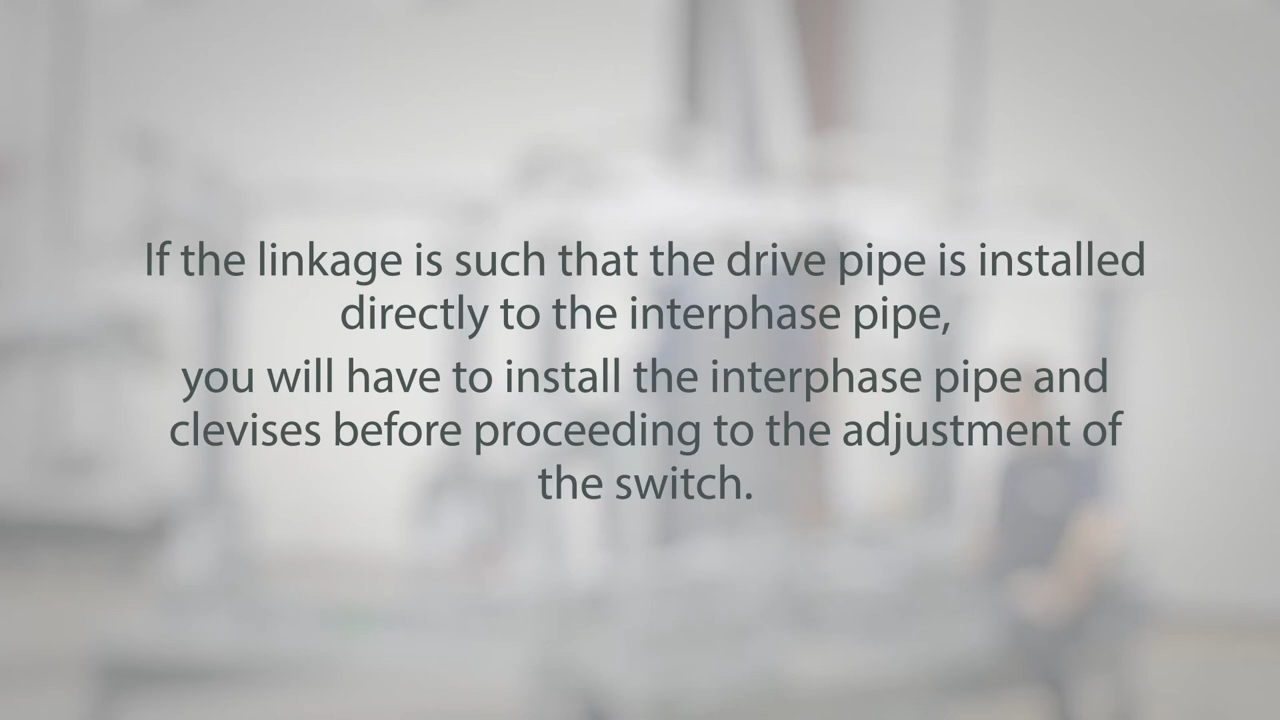 If the linkage is such that the drive pipe is installed
directly to the interphase pipe,
you will have to install the interphase pipe and
clevises before proceeding to the adjustment of
the switch.